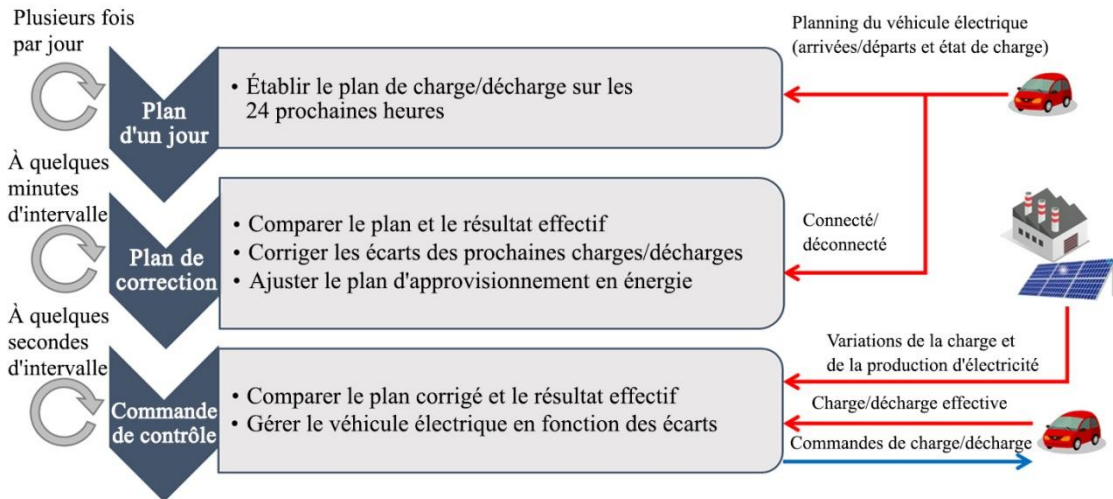 Plusieurs fois
par jour
Plan
d'un jour
• Établir le plan de charge/décharge sur les
24 prochaines heures
Planning du véhicule électrique
(arrivées/départs et état de charge)
À quelques
minutes
d'intervalle
Plan de
correction
• Comparer le plan et le résultat effectif
• Corriger les écarts des prochaines charges/décharges
• Ajuster le plan d'approvisionnement en énergie
Connecté/
déconnecté
À quelques
secondes
d'intervalle
Commande
de contrôle
• Comparer le plan corrigé et le résultat effectif
• Gérer le véhicule électrique en fonction des écarts
Variations de la charge et
de la production d'électricité
Charge/décharge effective
Commandes de charge/décharge